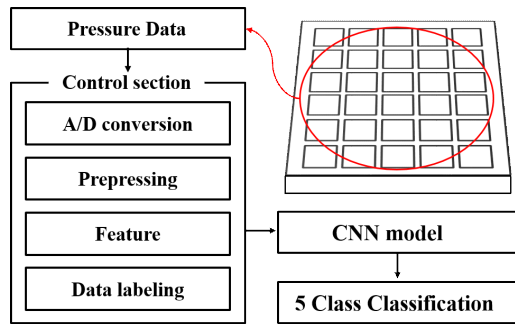 Pressure Data
Control section
A/D conversion
Prepressing
Feature
Data labeling
CNN model
5 Class Classification